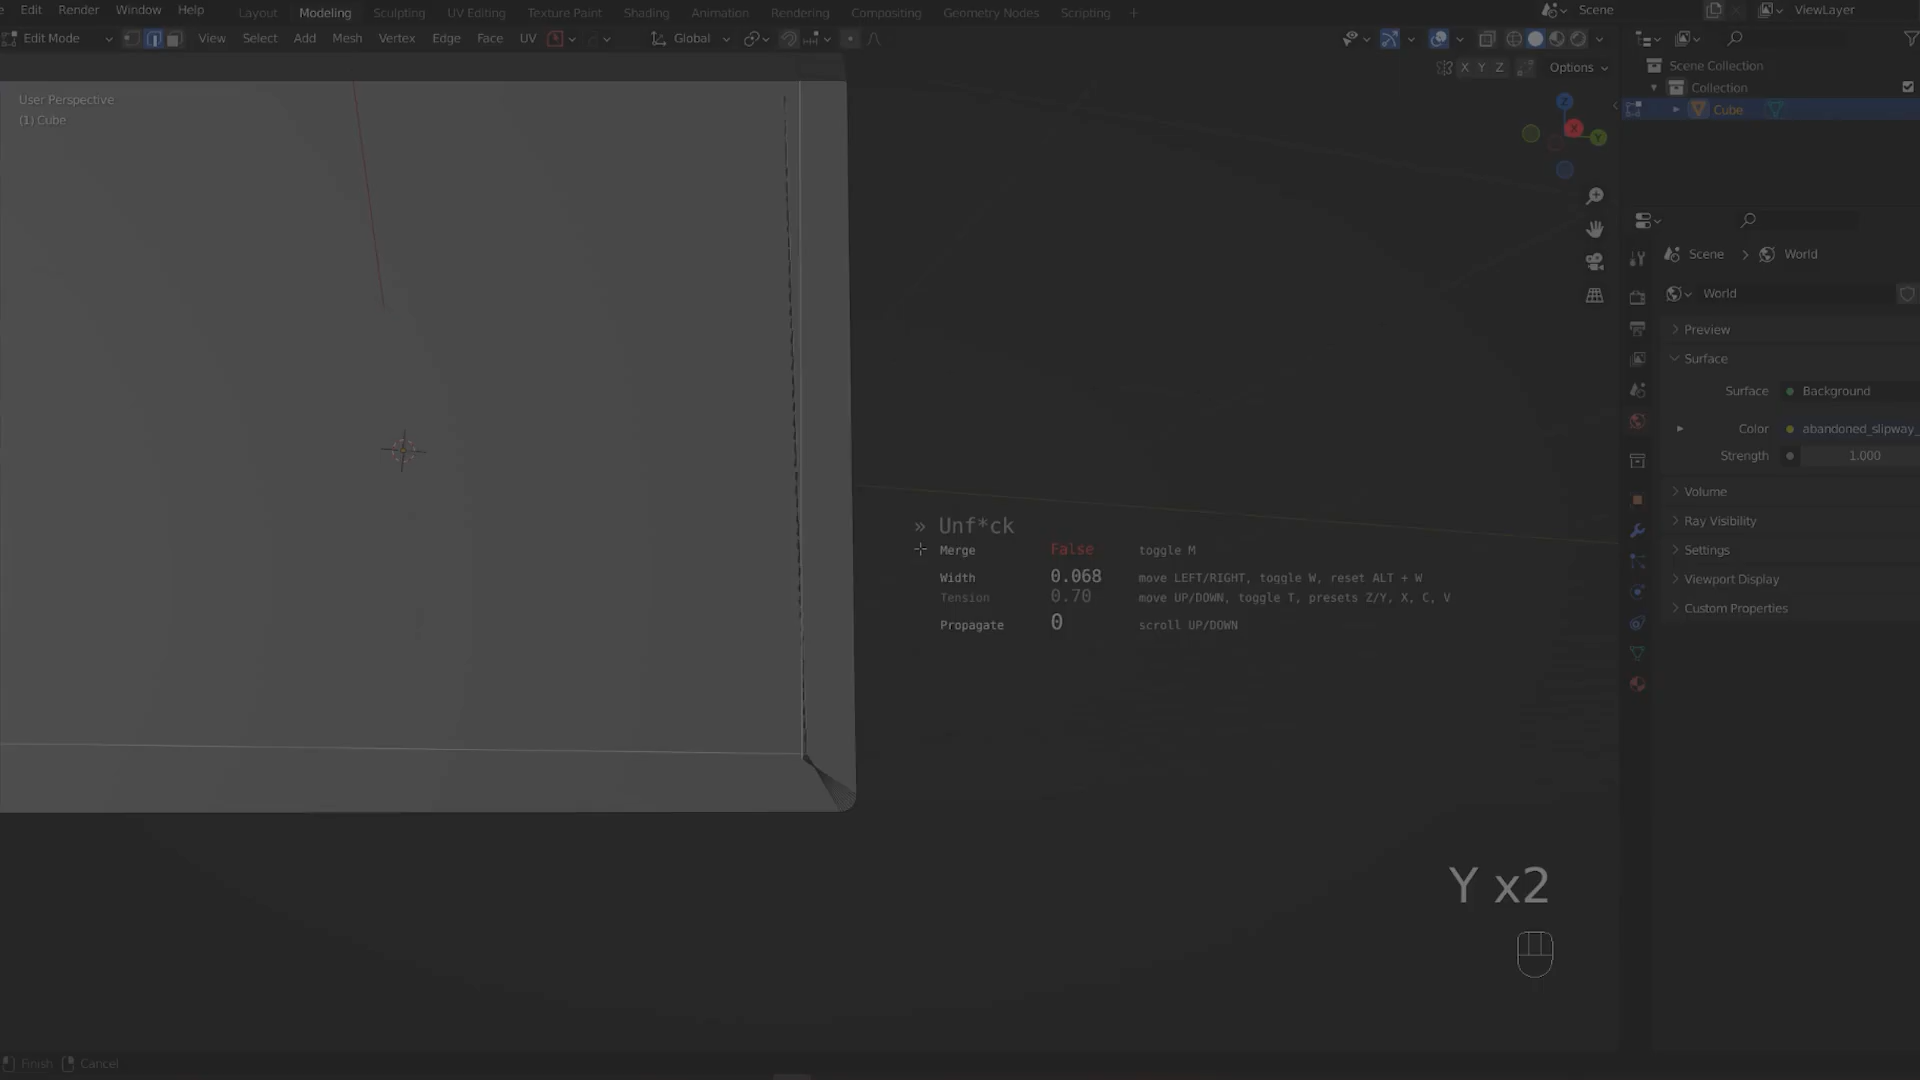 Edit Render Window Help Layout Modeling Sculpting UV Editing Texture Paint Shading Animation Rendering Compositing Geometry Nodes Scripting + Scene ViewLayer
Edit Mode View Select Add Mesh Vertex Edge Face UV Global
X Y Z Options
Scene Collection
Collection
Cube
User Perspective
(1) Cube
Z
X
Y
Scene > World
World
Preview
Surface
Surface Background
Color abandoned_slipway_
Strength 1.000
Volume
Ray Visibility
Settings
Viewport Display
Custom Properties
» Unf*ck
Merge False toggle M
Width 0.068 move LEFT/RIGHT, toggle W, reset ALT + W
Tension 0.70 move UP/DOWN, toggle T, presets Z/Y, X, C, V
Propagate 0 scroll UP/DOWN
Y x2
Finish Cancel